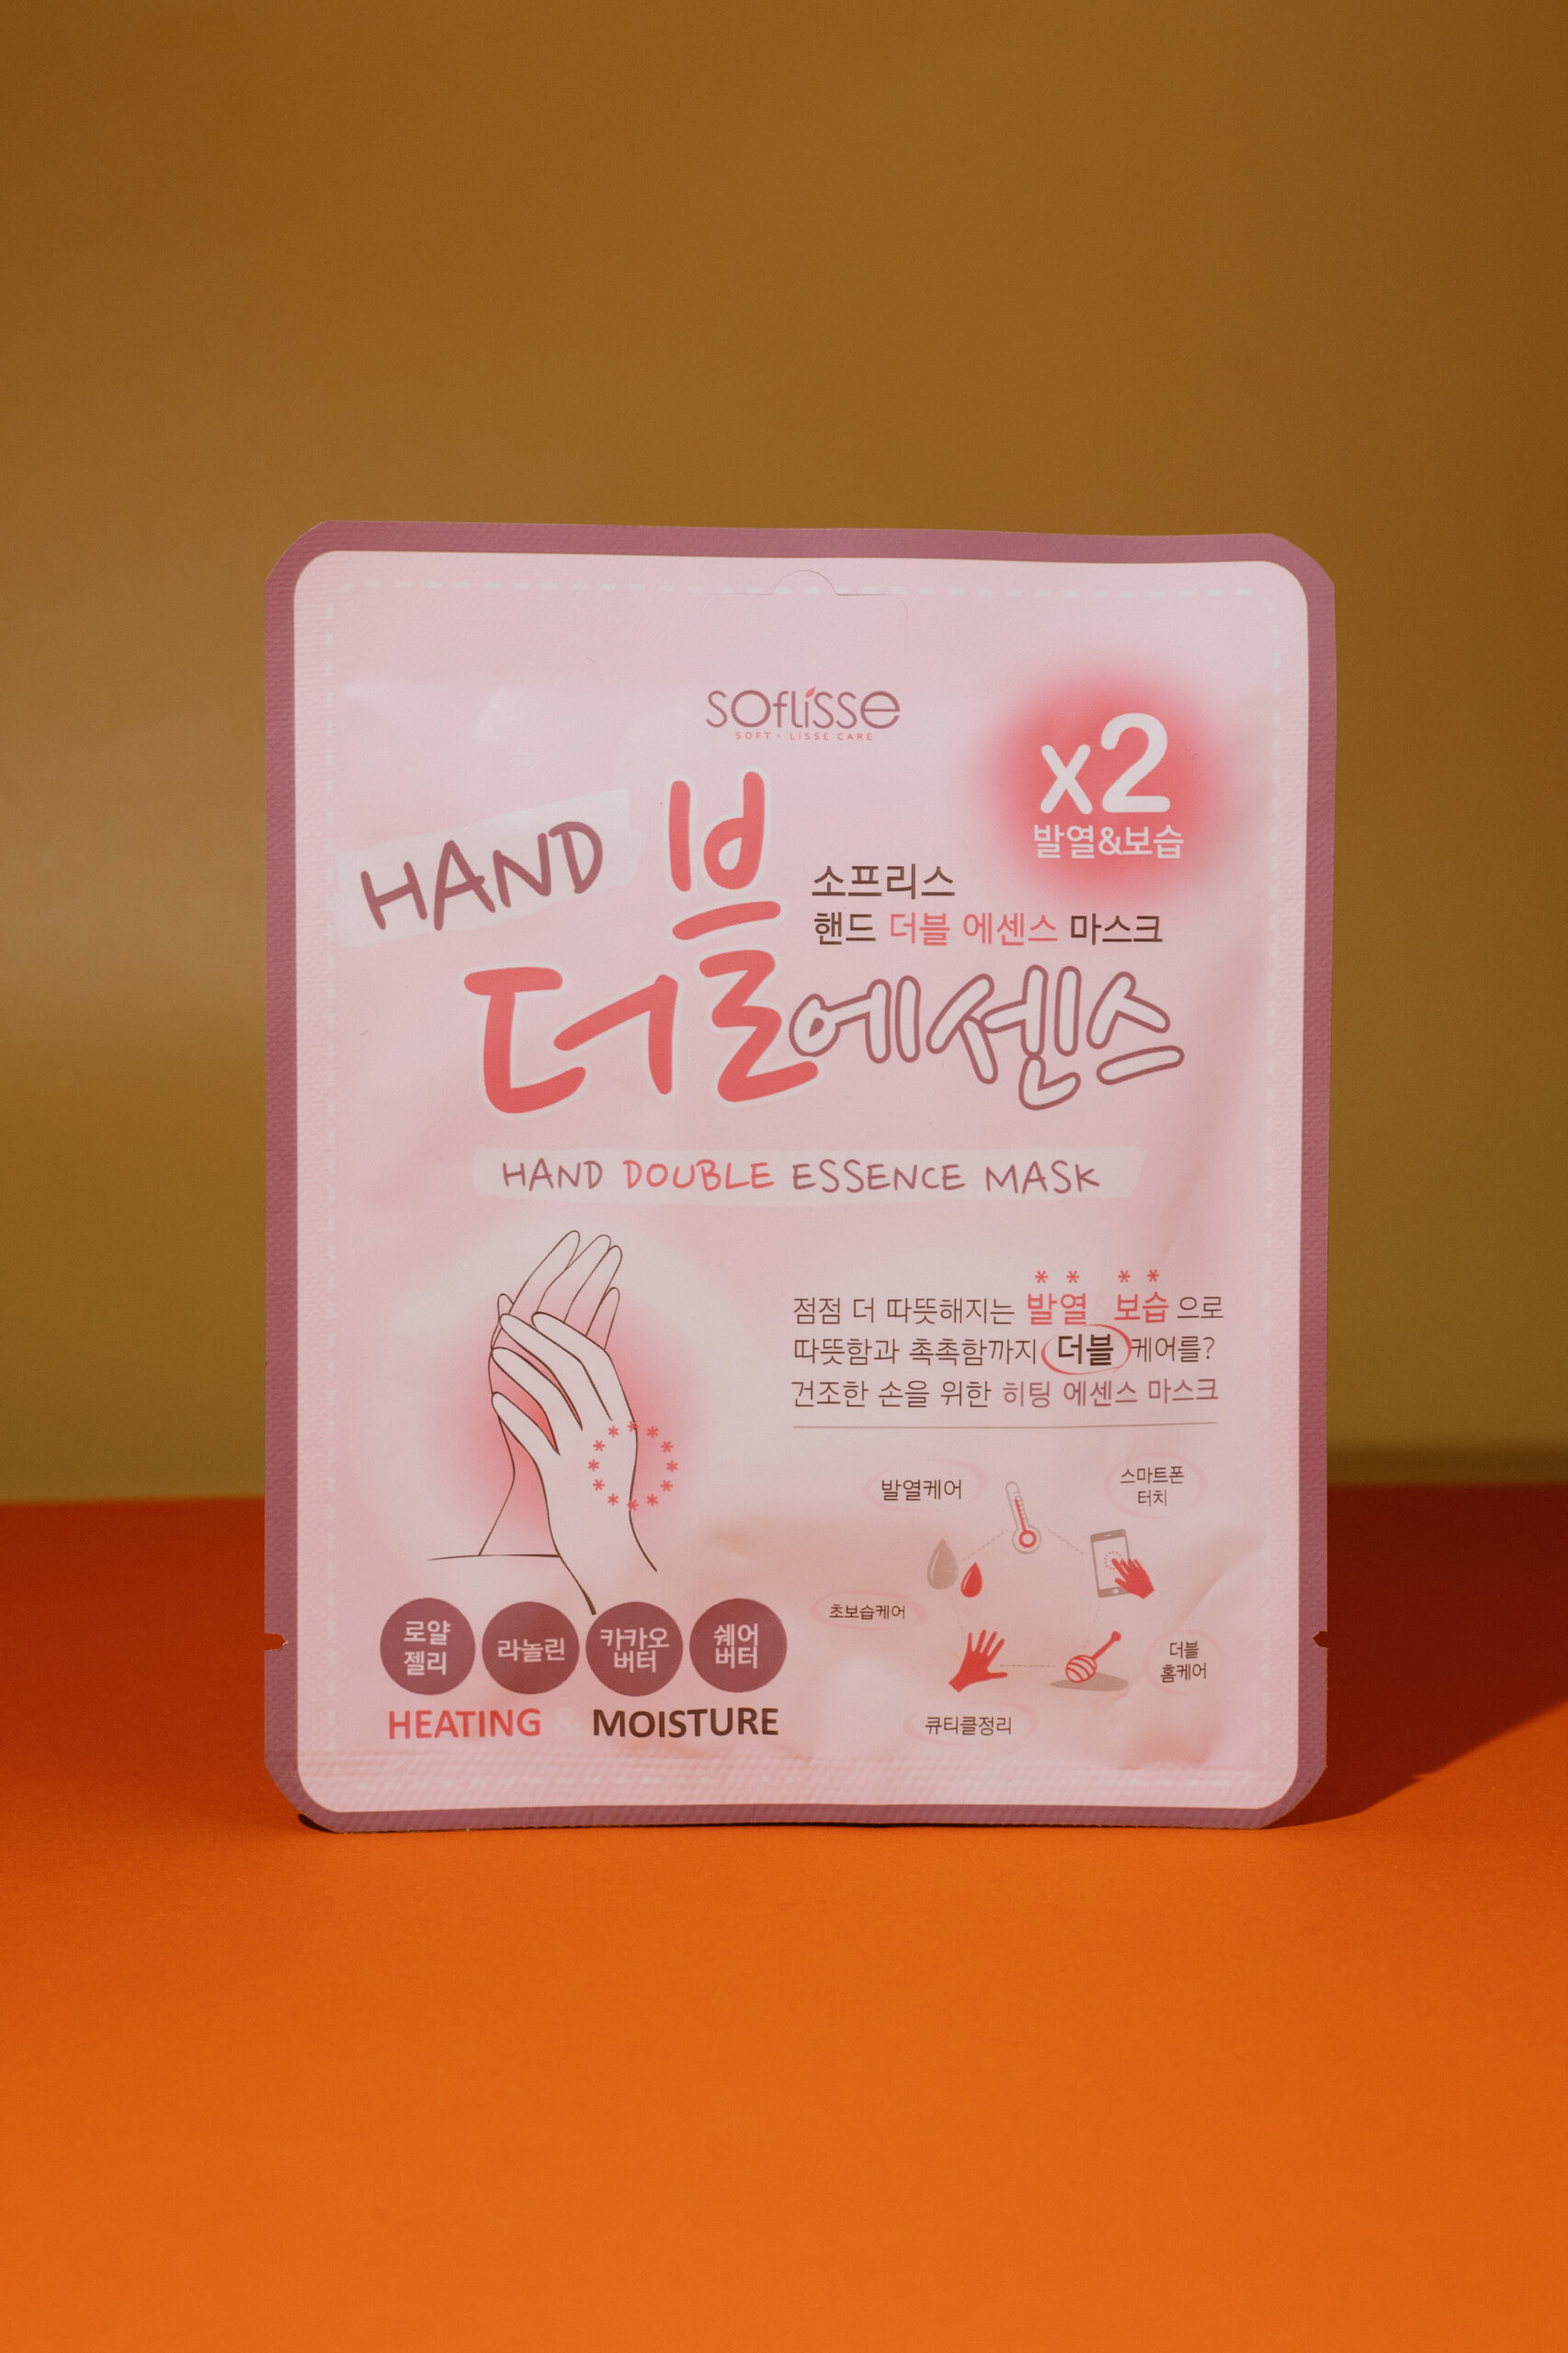 soflisse
SOFT · LISSE CARE
x2
발열&보습
HAND
더블에센스
소프리스
핸드 더블 에센스 마스크
HAND DOUBLE ESSENCE MASK
점점 더 따뜻해지는 발열 & 보습 으로
따뜻함과 촉촉함까지 더블 케어를?
건조한 손을 위한 히팅 에센스 마스크
발열케어
스마트폰
터치
초보습케어
더블
홈케어
큐티클정리
로얄
젤리
라놀린
카카오
버터
쉐어
버터
HEATING & MOISTURE